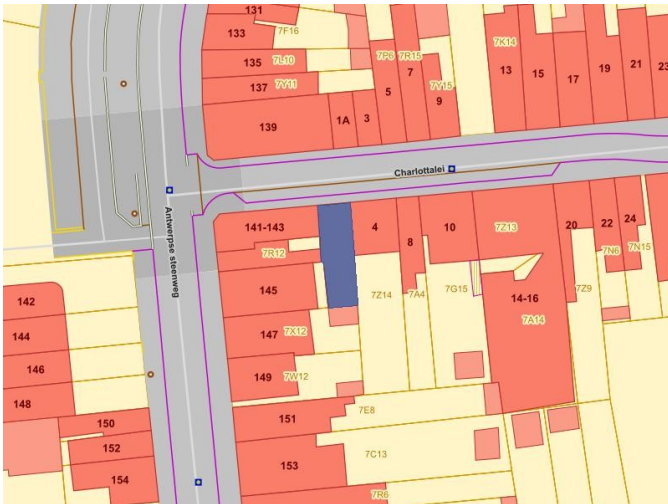 131
133
7F16
135
7L10
137
7Y11
139
1A
3
7P6
5
7R15
7
7Y15
9
7K14
13
15
17
19
21
23
Charlottalei
Antwerpse steenweg
141-143
7R12
145
147
7X12
149
7W12
151
153
4
8
10
7Z13
7Z14
7A4
7G15
14-16
7A14
20
22
24
7N6
7N15
7Z9
7E8
7C13
7R6
142
144
146
148
150
152
154